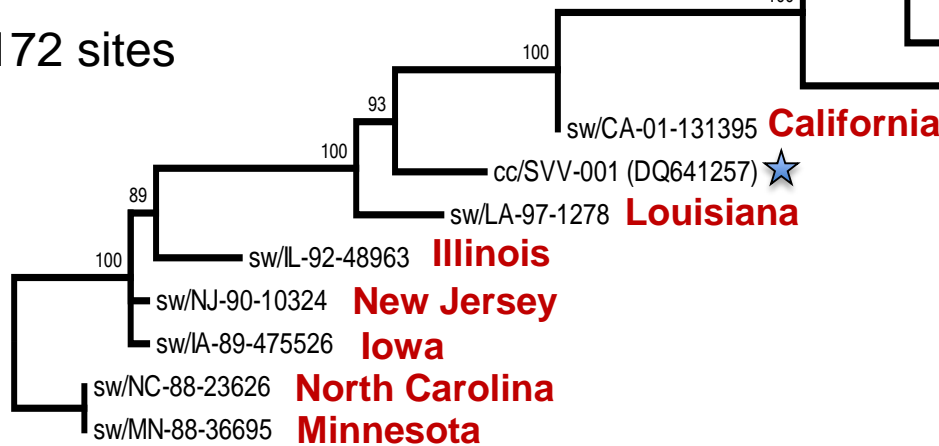 172 sites
100
93
sw/CA-01-131395 California
100
cc/SVV-001 (DQ641257)
sw/LA-97-1278 Louisiana
89
sw/IL-92-48963 Illinois
100
sw/NJ-90-10324 New Jersey
sw/IA-89-475526 Iowa
sw/NC-88-23626 North Carolina
sw/MN-88-36695 Minnesota